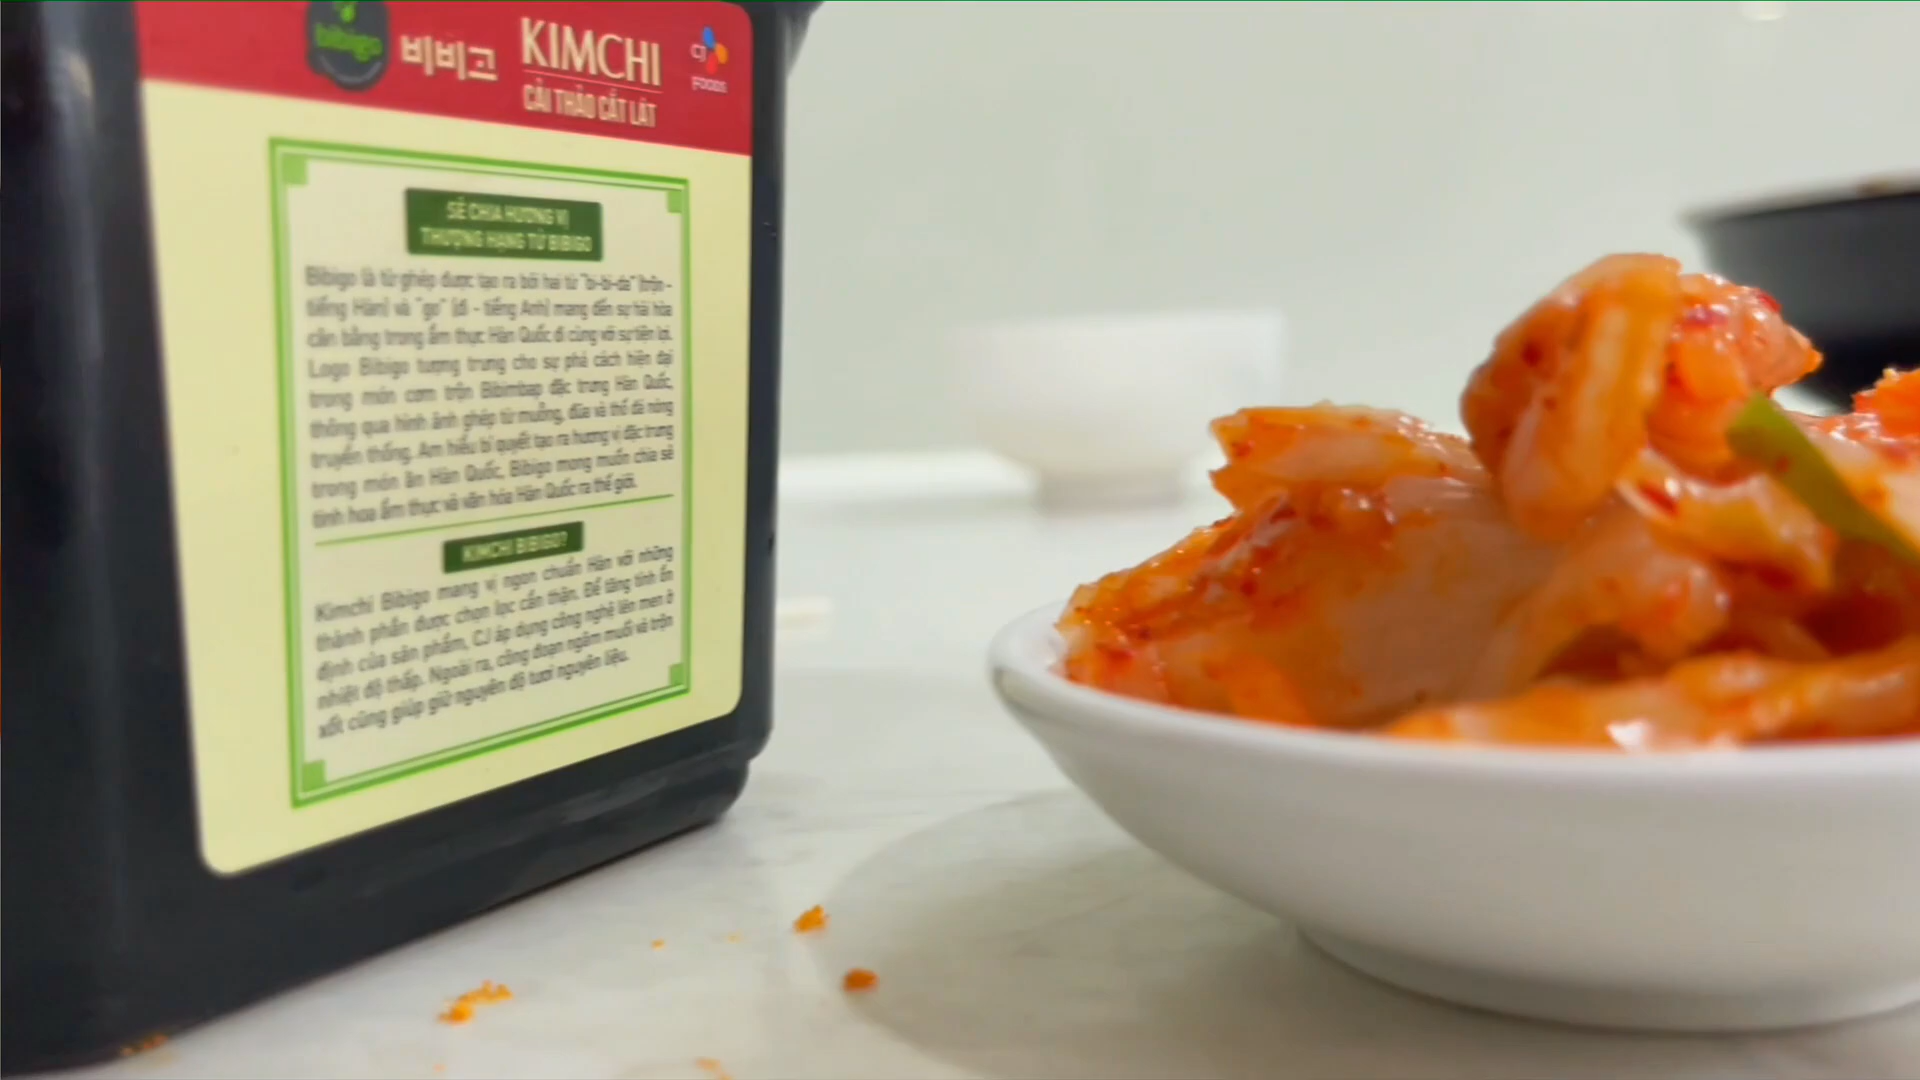 bibigo
비비고
KIMCHI
CẢI THẢO CẮT LÁT
CJ
FOODS
SẺ CHIA HƯƠNG VỊ
THƯỢNG HẠNG TỪ BIBIGO
Bibigo là từ ghép được tạo ra bởi hai từ "bi-bi-da" (trộn -
tiếng Hàn) và "go" (đi - tiếng Anh) mang đến sự hài hòa
cân bằng trong ẩm thực Hàn Quốc đi cùng với sự tiện lợi.
Logo Bibigo tượng trưng cho sự phá cách hiện đại
trong món cơm trộn Bibimbap đặc trưng Hàn Quốc,
thông qua hình ảnh ghép từ muỗng, đũa và thố đá nóng
truyền thống. Am hiểu bí quyết tạo ra hương vị đặc trưng
trong món ăn Hàn Quốc, Bibigo mong muốn chia sẻ
tinh hoa ẩm thực và văn hóa Hàn Quốc ra thế giới.
KIMCHI BIBIGO?
Kimchi Bibigo mang vị ngon chuẩn Hàn với những
thành phần được chọn lọc cẩn thận. Để tăng tính ổn
định của sản phẩm, CJ áp dụng công nghệ lên men ở
nhiệt độ thấp. Ngoài ra, công đoạn ngâm muối và trộn
xốt cũng giúp giữ nguyên độ tươi nguyên liệu.